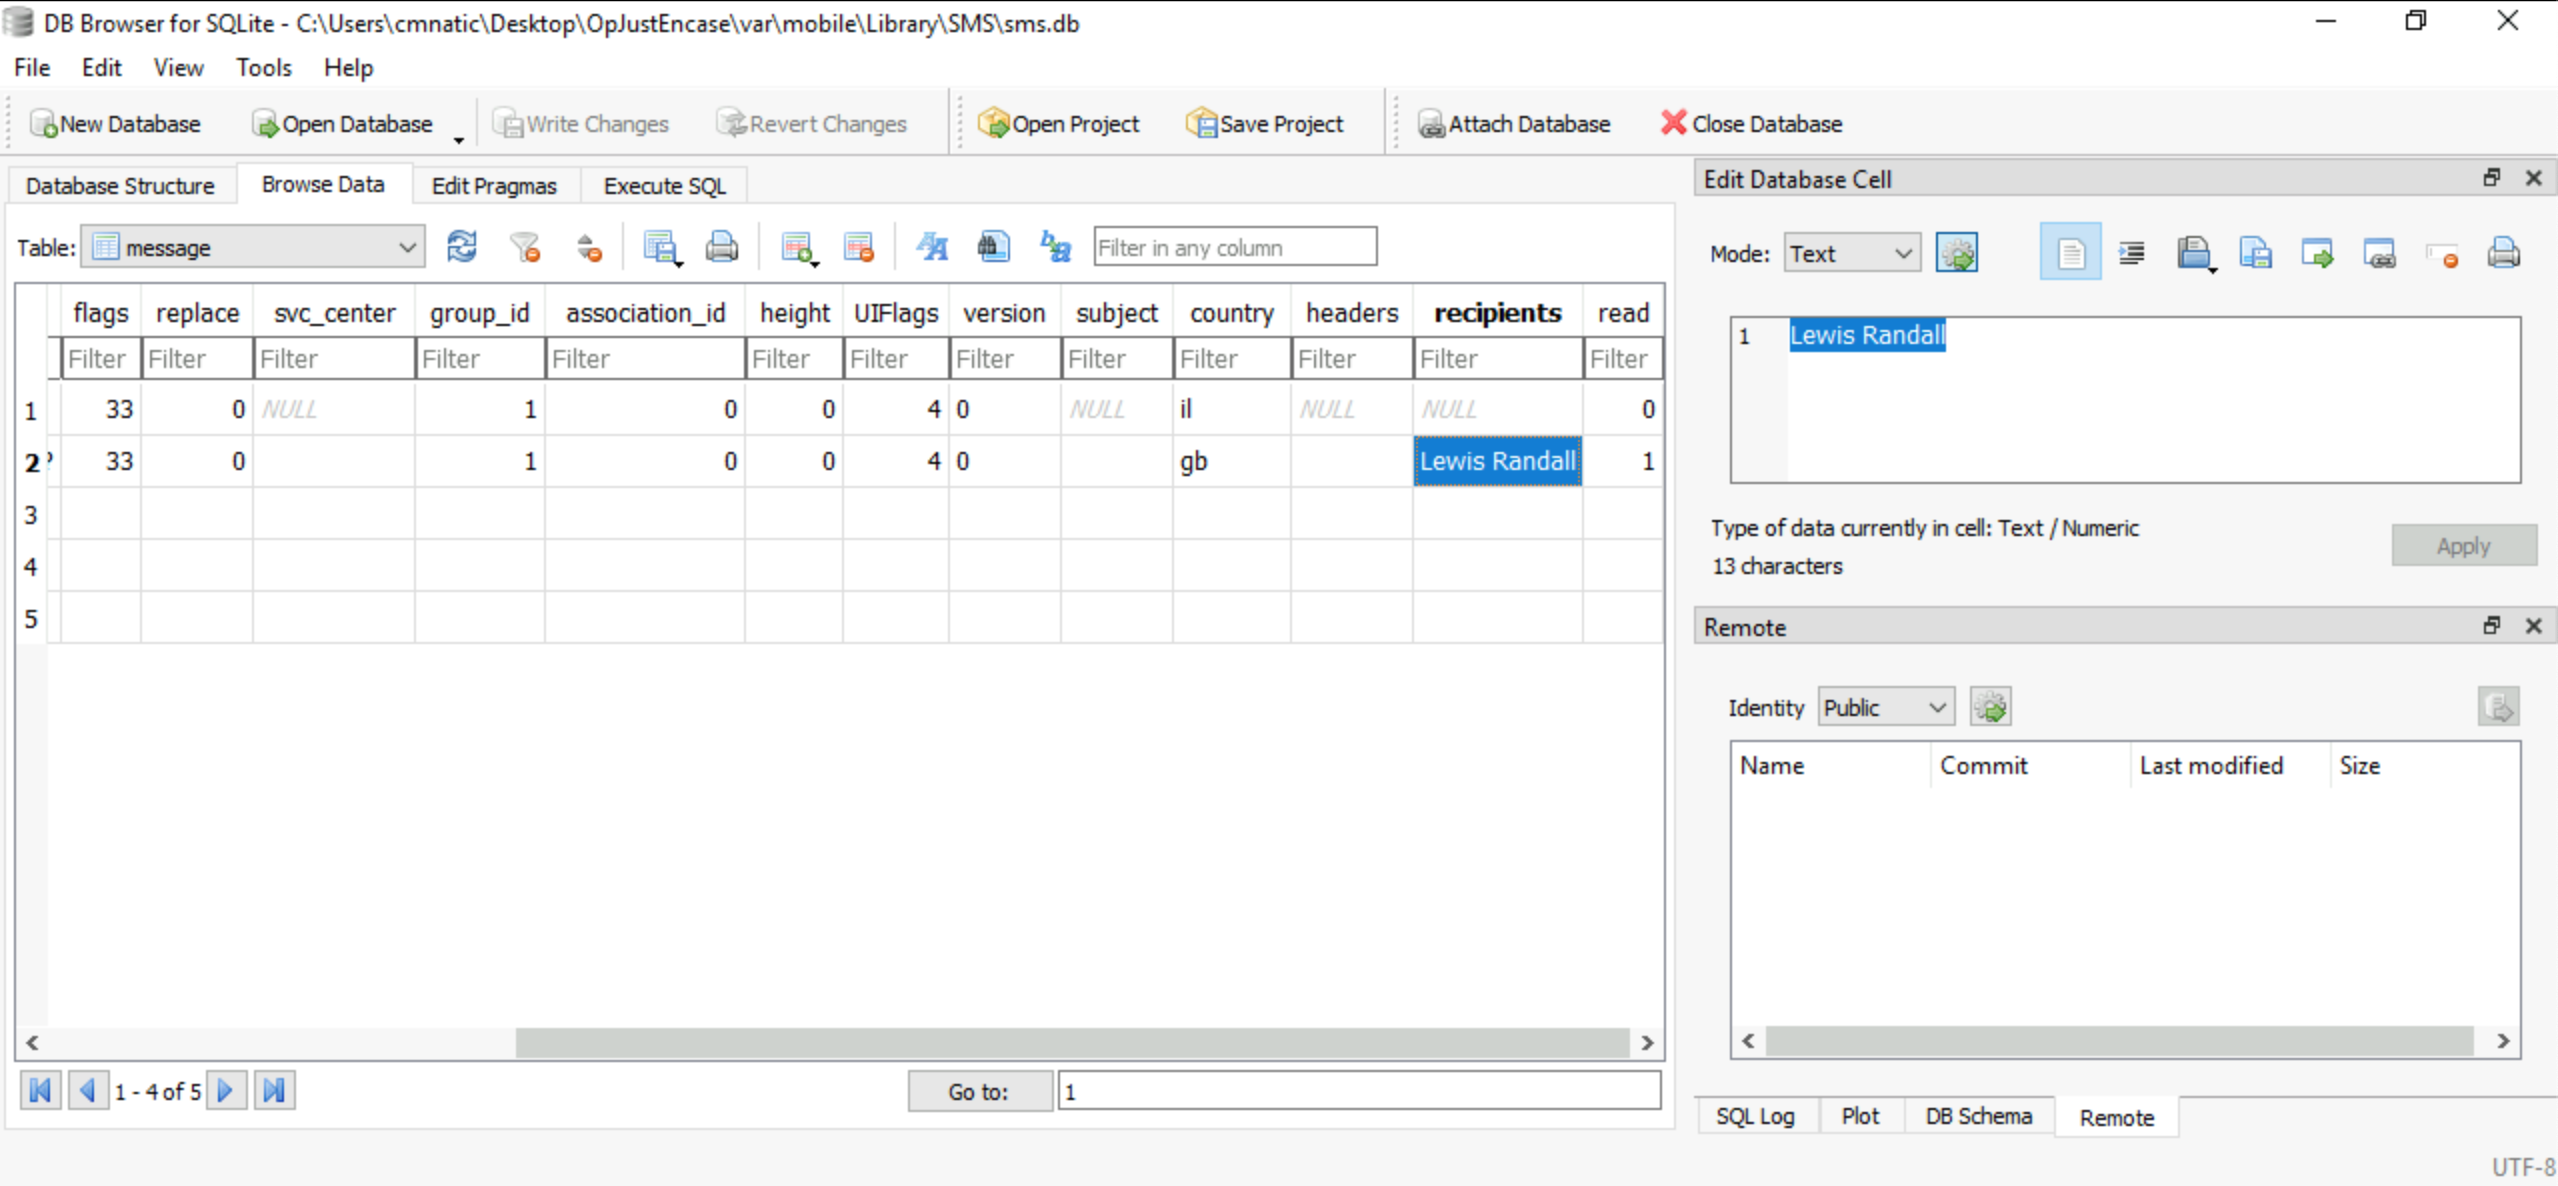 DB Browser for SQLite - C:\Users\cmnatic\Desktop\OpJustEncase\var\mobile\Library\SMS\sms.db
File Edit View Tools Help
New Database Open Database Write Changes Revert Changes Open Project Save Project Attach Database Close Database
Database Structure Browse Data Edit Pragmas Execute SQL
Table: message Filter in any column
flags replace svc_center group_id association_id height UIFlags version subject country headers recipients read
Filter Filter Filter Filter Filter Filter Filter Filter Filter Filter Filter Filter Filter
1 33 0 NULL 1 0 0 4 0 NULL il NULL NULL 0
2 ? 33 0 1 0 0 4 0 gb Lewis Randall 1
3
4
5
1 - 4 of 5 Go to: 1
Edit Database Cell
Mode: Text
1 Lewis Randall
Type of data currently in cell: Text / Numeric
13 characters
Apply
Remote
Identity Public
Name Commit Last modified Size
SQL Log Plot DB Schema Remote
UTF-8